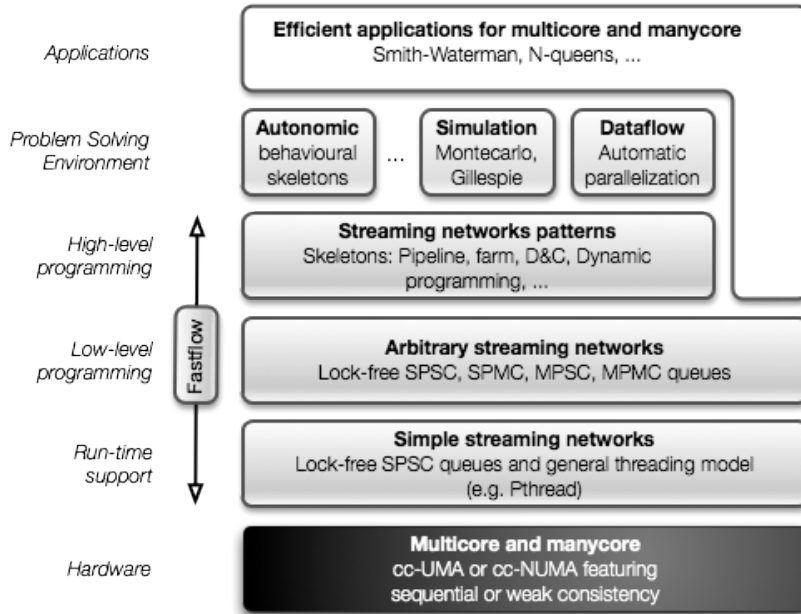 Applications
Efficient applications for multicore and manycore
Smith-Waterman, N-queens, ...
Problem Solving
Environment
Autonomic
behavioural
skeletons
...
Simulation
Montecarlo,
Gillespie
Dataflow
Automatic
parallelization
High-level
programming
Streaming networks patterns
Skeletons: Pipeline, farm, D&C, Dynamic
programming, ...
Fastflow
Low-level
programming
Arbitrary streaming networks
Lock-free SPSC, SPMC, MPSC, MPMC queues
Run-time
support
Simple streaming networks
Lock-free SPSC queues and general threading model
(e.g. Pthread)
Hardware
Multicore and manycore
cc-UMA or cc-NUMA featuring
sequential or weak consistency